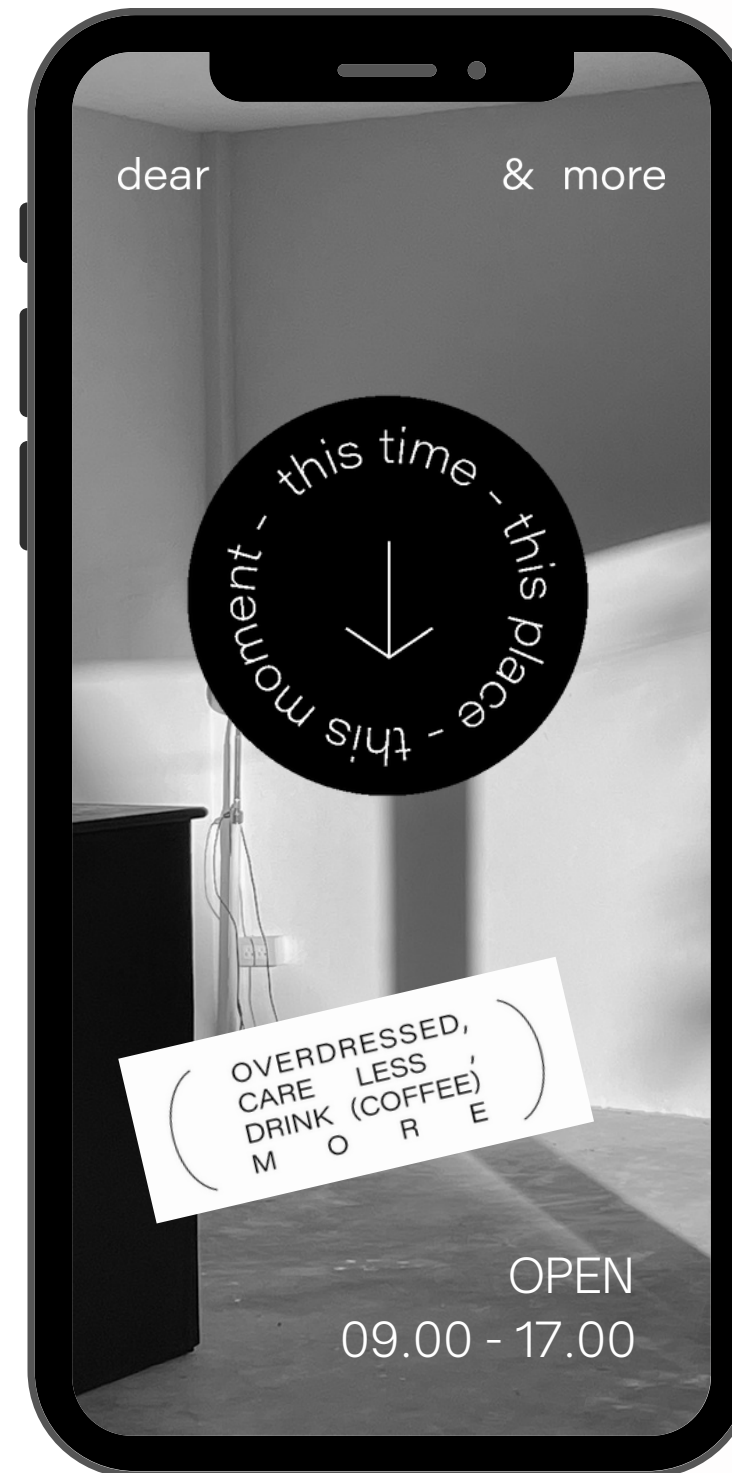 dear & more
this time - this place - this moment -
OVERDRESSED,
CARE LESS ,
DRINK (COFFEE)
M O R E
OPEN
09.00 - 17.00